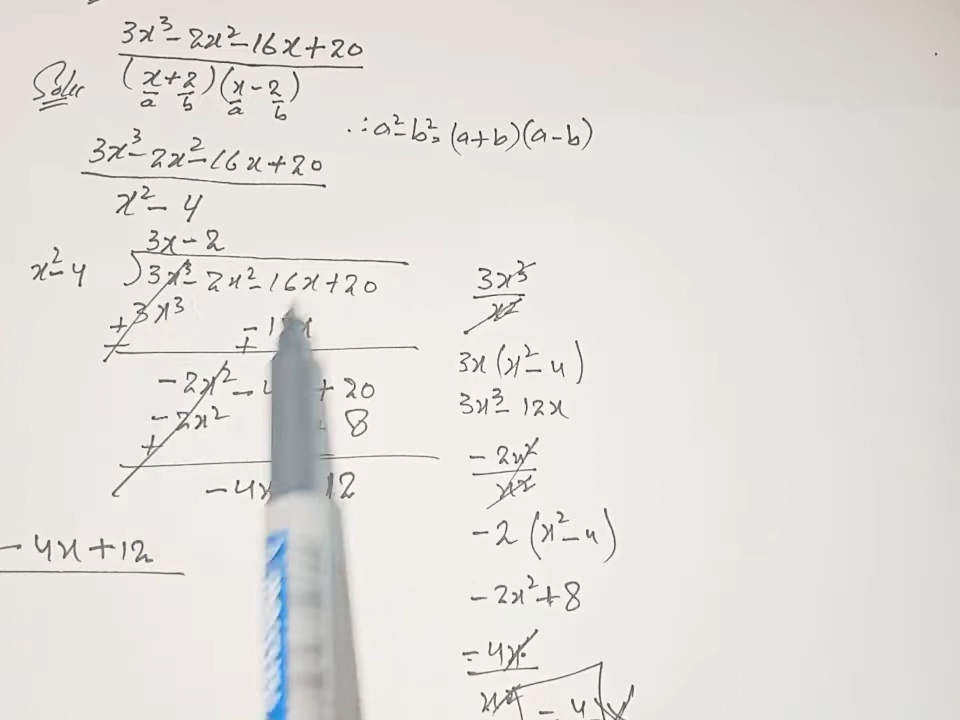 3x³ - 2x² - 16x + 20
Solu (x + 2)(x - 2)
a b a b
∴ a² - b² = (a+b)(a-b)
3x³ - 2x² - 16x + 20
x² - 4
3x - 2
x² - 4 ) 3x³ - 2x² - 16x + 20
3x³ -
+ - +
- 2x² - + 20
- 2x² 8
+
- 4x 12
- 4x + 12
3x³
x²
3x (x² - 4)
3x³ - 12x
- 2x²
x²
- 2 (x² - 4)
- 2x² + 8
- 4x
- 4